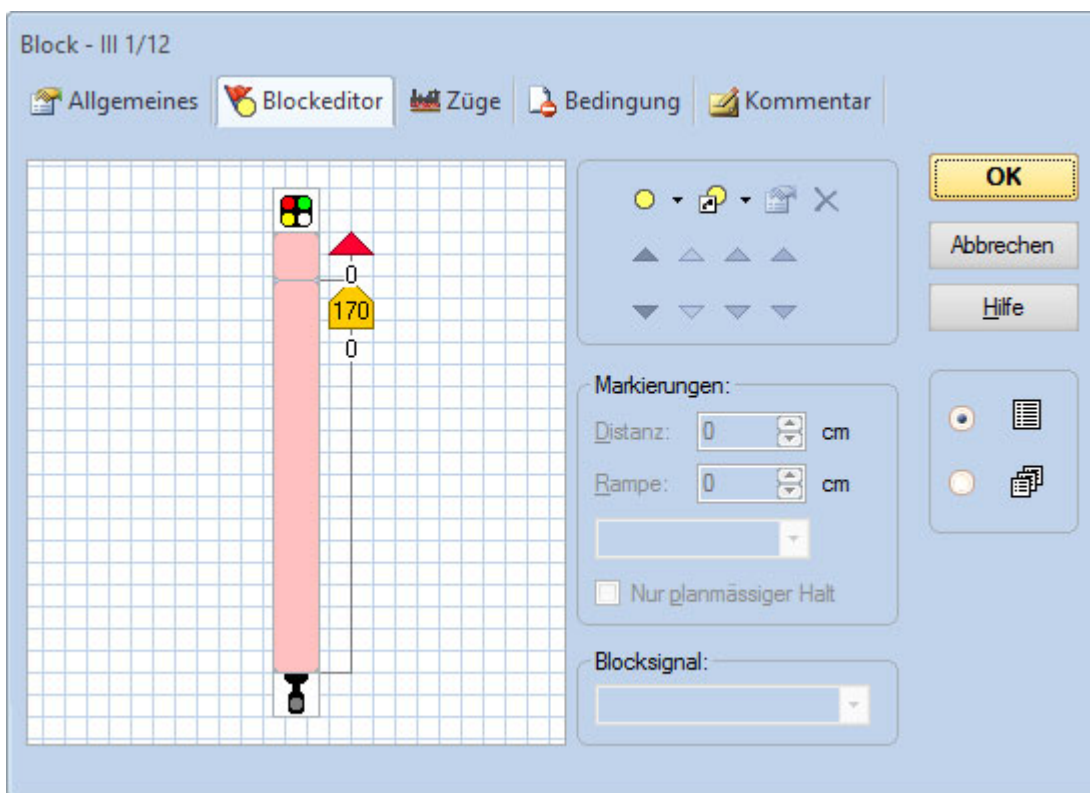 Block - III 1/12
Allgemeines Blockeditor Züge Bedingung Kommentar
OK
Abbrechen
Hilfe
0
170
0
Markierungen:
Distanz: 0 cm
Rampe: 0 cm
Nur planmässiger Halt
Blocksignal: